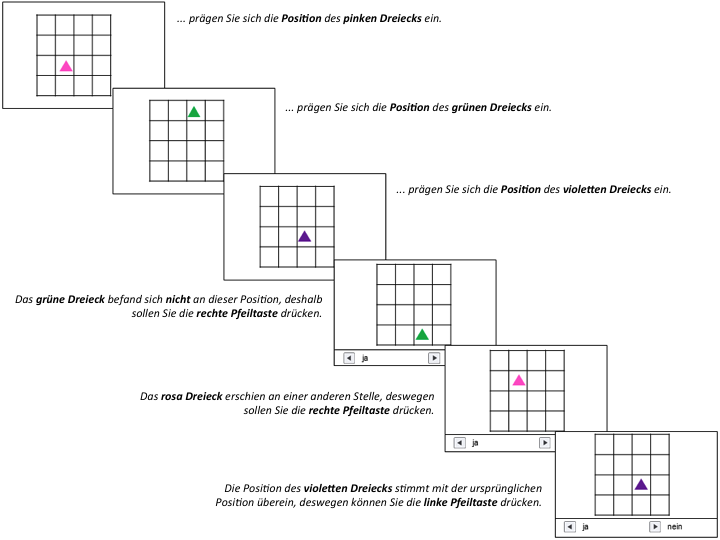 ... prägen Sie sich die Position des pinken Dreiecks ein.
... prägen Sie sich die Position des grünen Dreiecks ein.
... prägen Sie sich die Position des violetten Dreiecks ein.
Das grüne Dreieck befand sich nicht an dieser Position, deshalb
sollen Sie die rechte Pfeiltaste drücken.
ja
Das rosa Dreieck erschien an einer anderen Stelle, deswegen
sollen Sie die rechte Pfeiltaste drücken.
ja
Die Position des violetten Dreiecks stimmt mit der ursprünglichen
Position überein, deswegen können Sie die linke Pfeiltaste drücken.
ja nein